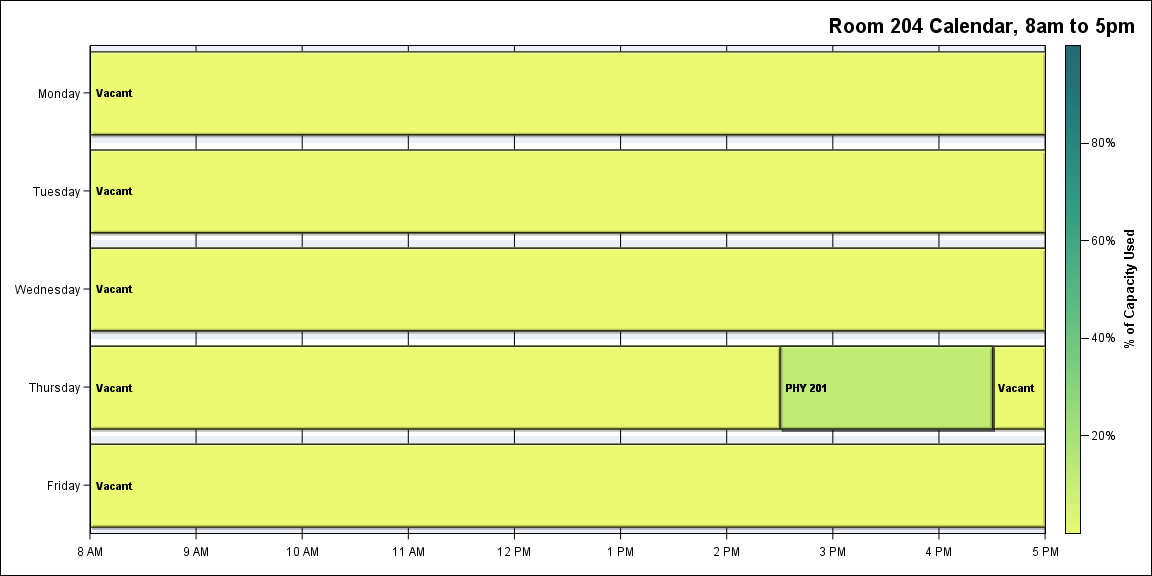 Room 204 Calendar, 8am to 5pm
Monday
Vacant
Tuesday
Vacant
Wednesday
Vacant
Thursday
Vacant
PHY 201
Vacant
Friday
Vacant
8 AM 9 AM 10 AM 11 AM 12 PM 1 PM 2 PM 3 PM 4 PM 5 PM
80%
60%
40%
20%
% of Capacity Used